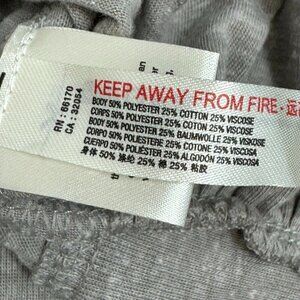 RN : 66170
CA : 32054
KEEP AWAY FROM FIRE
BODY 50% POLYESTER 25% COTTON 25% VISCOSE
CORPS 50% POLYESTER 25% COTON 25% VISCOSE
KÖRPER 50% POLYESTER 25% BAUMWOLLE 25% VISKOSE
CORPO 50% POLIESTERE 25% COTONE 25% VISCOSA
CUERPO 50% POLIÉSTER 25% ALGODÓN 25% VISCOSA
身体 50% 涤纶 25% 棉 25% 粘胶